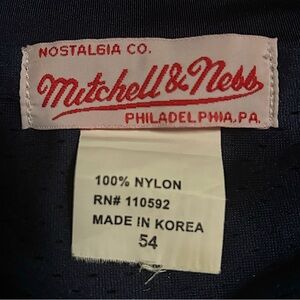 NOSTALGIA CO.
Mitchell & Ness
PHILADELPHIA, PA.
100% NYLON
RN# 110592
MADE IN KOREA
54